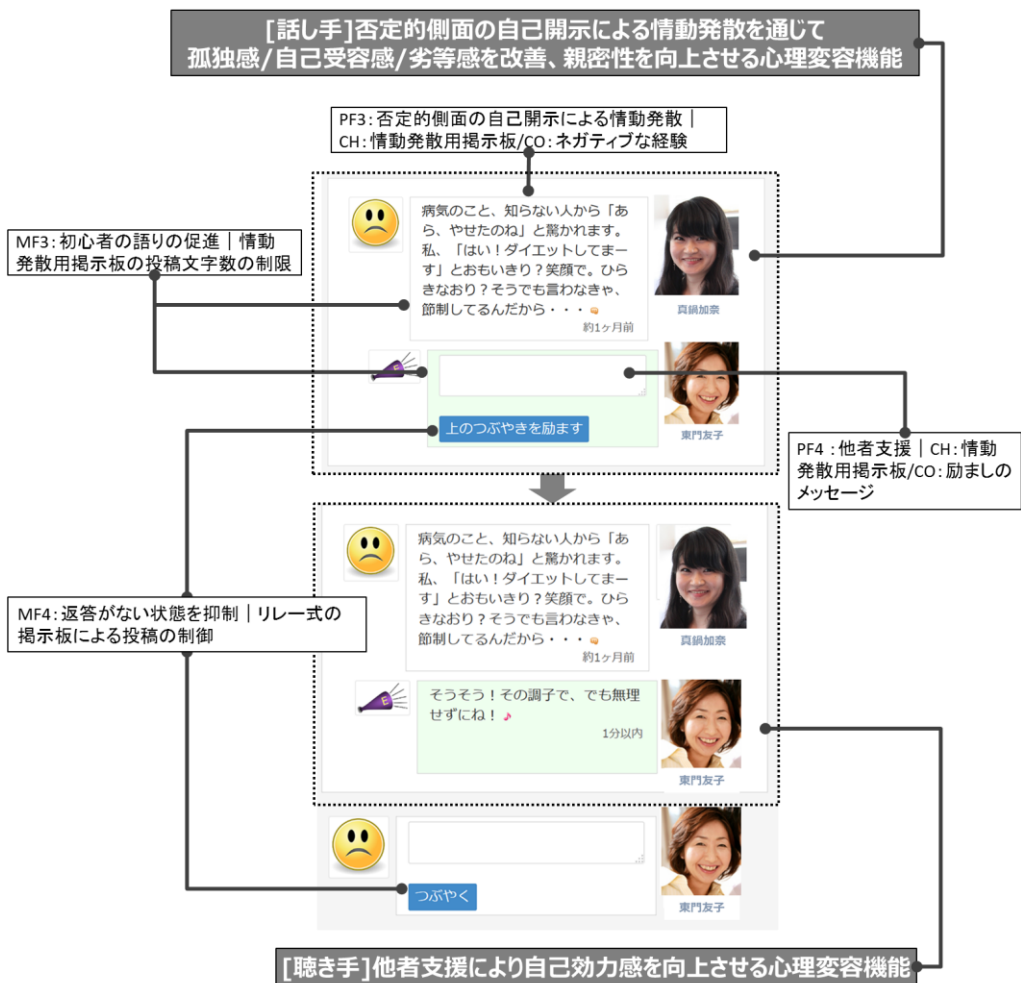 [話し手]否定的側面の自己開示による情動発散を通じて
孤独感/自己受容感/劣等感を改善、親密性を向上させる心理変容機能
PF3:否定的側面の自己開示による情動発散|
CH:情動発散用掲示板/CO:ネガティブな経験
病気のこと、知らない人から「あ
ら、やせたのね」と驚かれます。
私、「はい！ダイエットしてまー
す」とおもいきり？笑顔で。ひら
きなおり？そうでも言わなきゃ、
節制してるんだから・・・
約1ヶ月前
真鍋加奈
MF3:初心者の語りの促進|情動
発散用掲示板の投稿文字数の制限
E
上のつぶやきを励ます
東門友子
PF4:他者支援|CH:情動
発散用掲示板/CO:励ましの
メッセージ
病気のこと、知らない人から「あ
ら、やせたのね」と驚かれます。
私、「はい！ダイエットしてまー
す」とおもいきり？笑顔で。ひら
きなおり？そうでも言わなきゃ、
節制してるんだから・・・
約1ヶ月前
真鍋加奈
MF4:返答がない状態を抑制|リレー式の
掲示板による投稿の制御
E
そうそう！その調子で、でも無理
せずにね！♪
1分以内
東門友子
つぶやく
東門友子
[聴き手]他者支援により自己効力感を向上させる心理変容機能